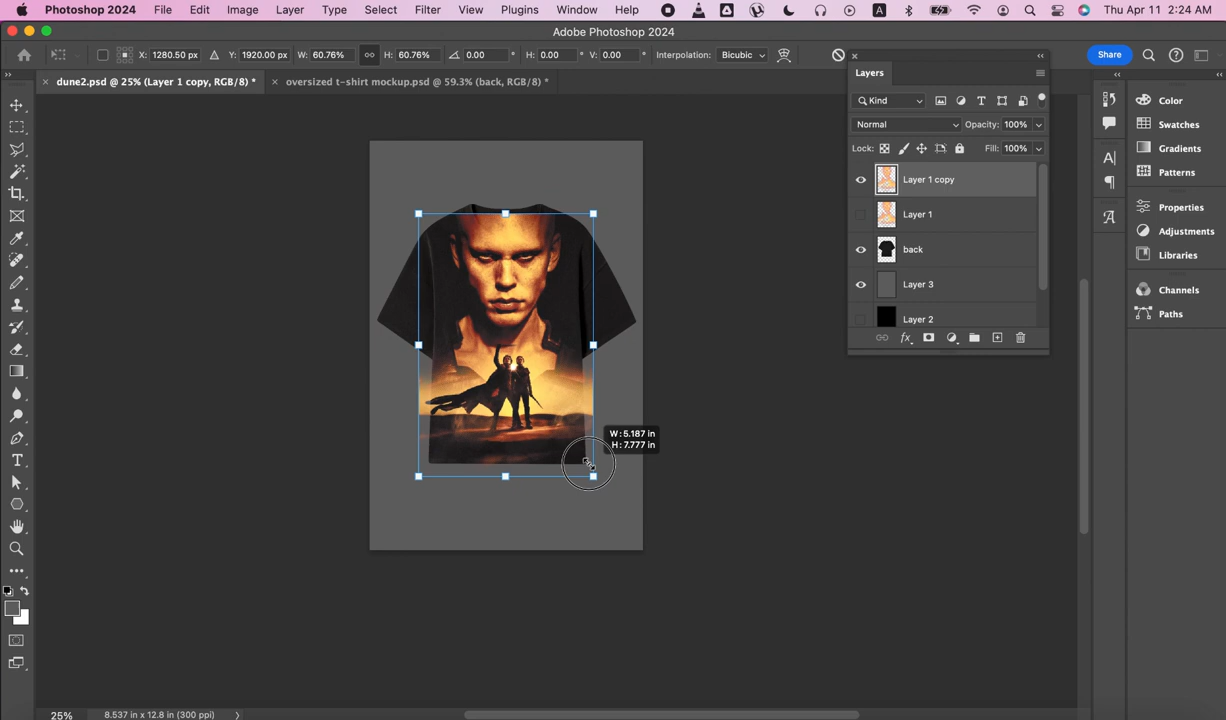 Photoshop 2024 File Edit Image Layer Type Select Filter View Plugins Window Help A Thu Apr 11 2:24 AM
Adobe Photoshop 2024
X: 1280.50 px Y: 1920.00 px W: 60.76% H: 60.76% 0.00 ° H: 0.00 ° V: 0.00 ° Interpolation: Bicubic Share
× dune2.psd @ 25% (Layer 1 copy, RGB/8) * × oversized t-shirt mockup.psd @ 59.3% (back, RGB/8) *
Layers
Kind
Normal Opacity: 100%
Lock: Fill: 100%
Layer 1 copy
Layer 1
back
Layer 3
Layer 2
fx
Color
Swatches
Gradients
Patterns
Properties
Adjustments
Libraries
Channels
Paths
W: 5.187 in
H: 7.777 in
25% 8.537 in x 12.8 in (300 ppi) >